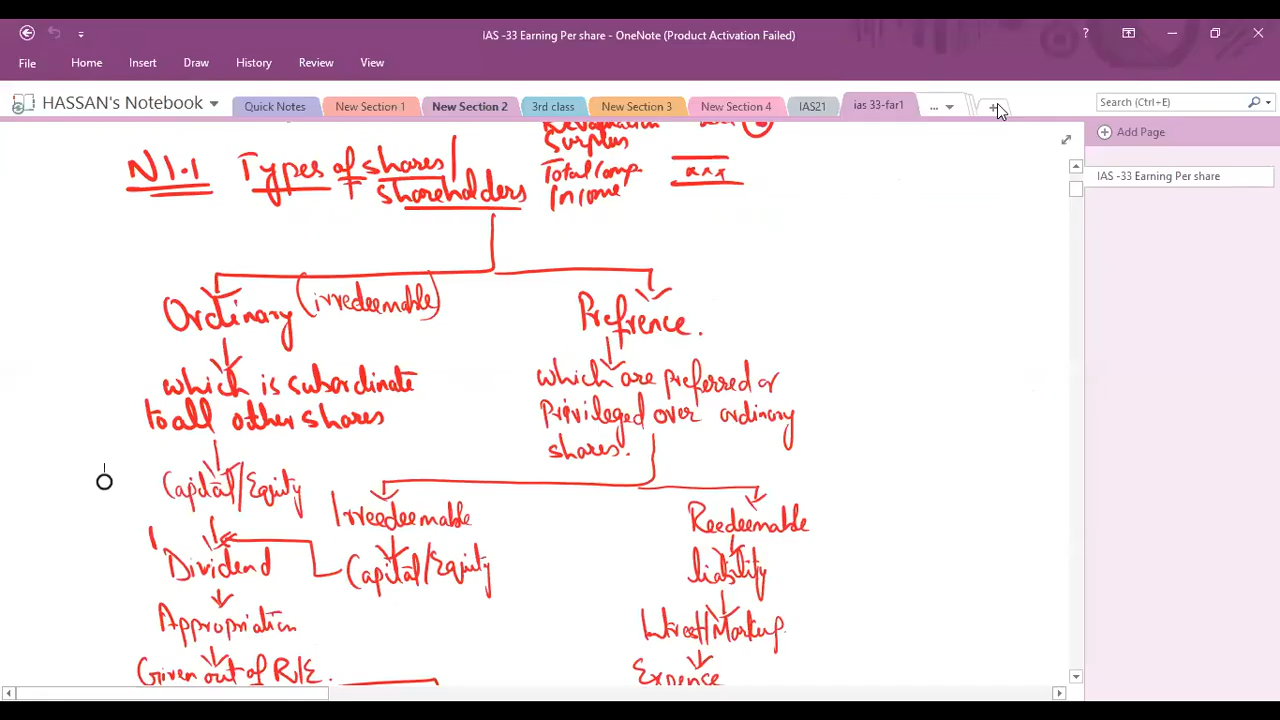 IAS -33 Earning Per share - OneNote (Product Activation Failed)
File Home Insert Draw History Review View
HASSAN's Notebook
Quick Notes New Section 1 New Section 2 3rd class New Section 3 New Section 4 IAS21 ias 33-far1 ...
Search (Ctrl+E)
Add Page
IAS -33 Earning Per share
Surplus
Total Comp.
Income
xxx
N1.1 Types of shares/
shareholders
Ordinary (irredeemable)
which is subordinate
to all other shares
Capital/Equity
Dividend
Appropriation
Given out of R/E.
Prefrence.
which are preferred or
privileged over ordinary
shares.
Irreedeemable
Capital/Equity
Reedeemable
liability
Intrest/Markup.
Expence